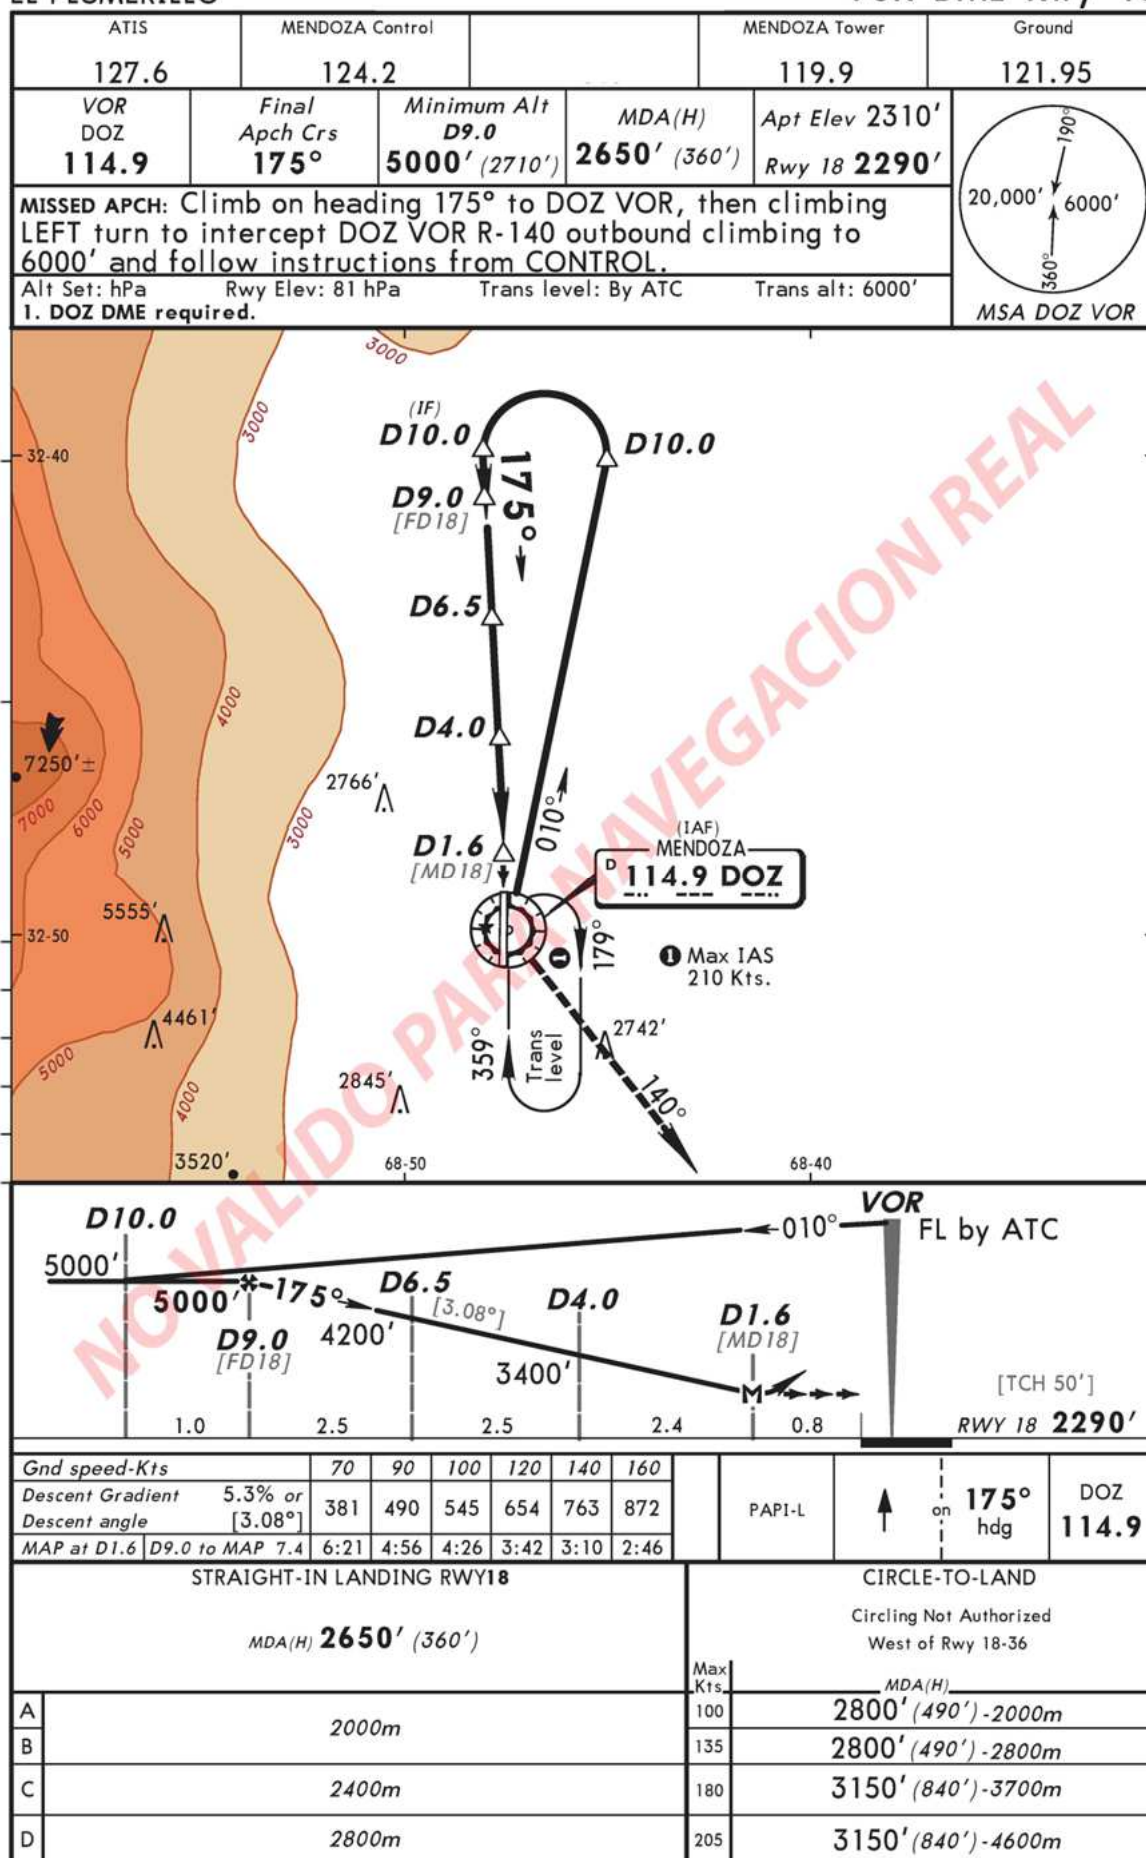 ATIS MENDOZA Control MENDOZA Tower Ground
127.6 124.2 119.9 121.95
VOR
DOZ
114.9
Final
Apch Crs
175°
Minimum Alt
D9.0
5000' (2710')
MDA(H)
2650' (360')
Apt Elev 2310'
Rwy 18 2290'
190°
20,000' 6000'
360°
MSA DOZ VOR
MISSED APCH: Climb on heading 175° to DOZ VOR, then climbing
LEFT turn to intercept DOZ VOR R-140 outbound climbing to
6000' and follow instructions from CONTROL.
Alt Set: hPa Rwy Elev: 81 hPa Trans level: By ATC Trans alt: 6000'
1. DOZ DME required.
3000
3000
(IF)
D10.0
D10.0
32-40
175°
D9.0
[FD18]
D6.5
4000
D4.0
7250'±
7000
6000
5000
3000
2766'
010°
D1.6
[MD18]
(IAF)
MENDOZA
D 114.9 DOZ
5555'
32-50
179°
1
1 Max IAS
210 Kts.
4461'
5000
359°
Trans
level
2742'
2845'
4000
140°
3520'
68-50
68-40
NO VALIDO PARA NAVEGACION REAL
D10.0
VOR
010°
FL by ATC
5000'
5000'
175°
D6.5
[3.08°]
D4.0
D1.6
[MD18]
D9.0
[FD18]
4200'
3400'
M
[TCH 50']
1.0 2.5 2.5 2.4 0.8
RWY 18 2290'
Gnd speed-Kts 70 90 100 120 140 160
Descent Gradient 5.3% or
Descent angle [3.08°] 381 490 545 654 763 872
MAP at D1.6 D9.0 to MAP 7.4 6:21 4:56 4:26 3:42 3:10 2:46
PAPI-L
on
175°
hdg
DOZ
114.9
STRAIGHT-IN LANDING RWY18
MDA(H) 2650' (360')
CIRCLE-TO-LAND
Circling Not Authorized
West of Rwy 18-36
Max
Kts
MDA(H)
A
B
2000m
C 2400m
D 2800m
100 2800' (490') -2000m
135 2800' (490') -2800m
180 3150' (840') -3700m
205 3150' (840') -4600m